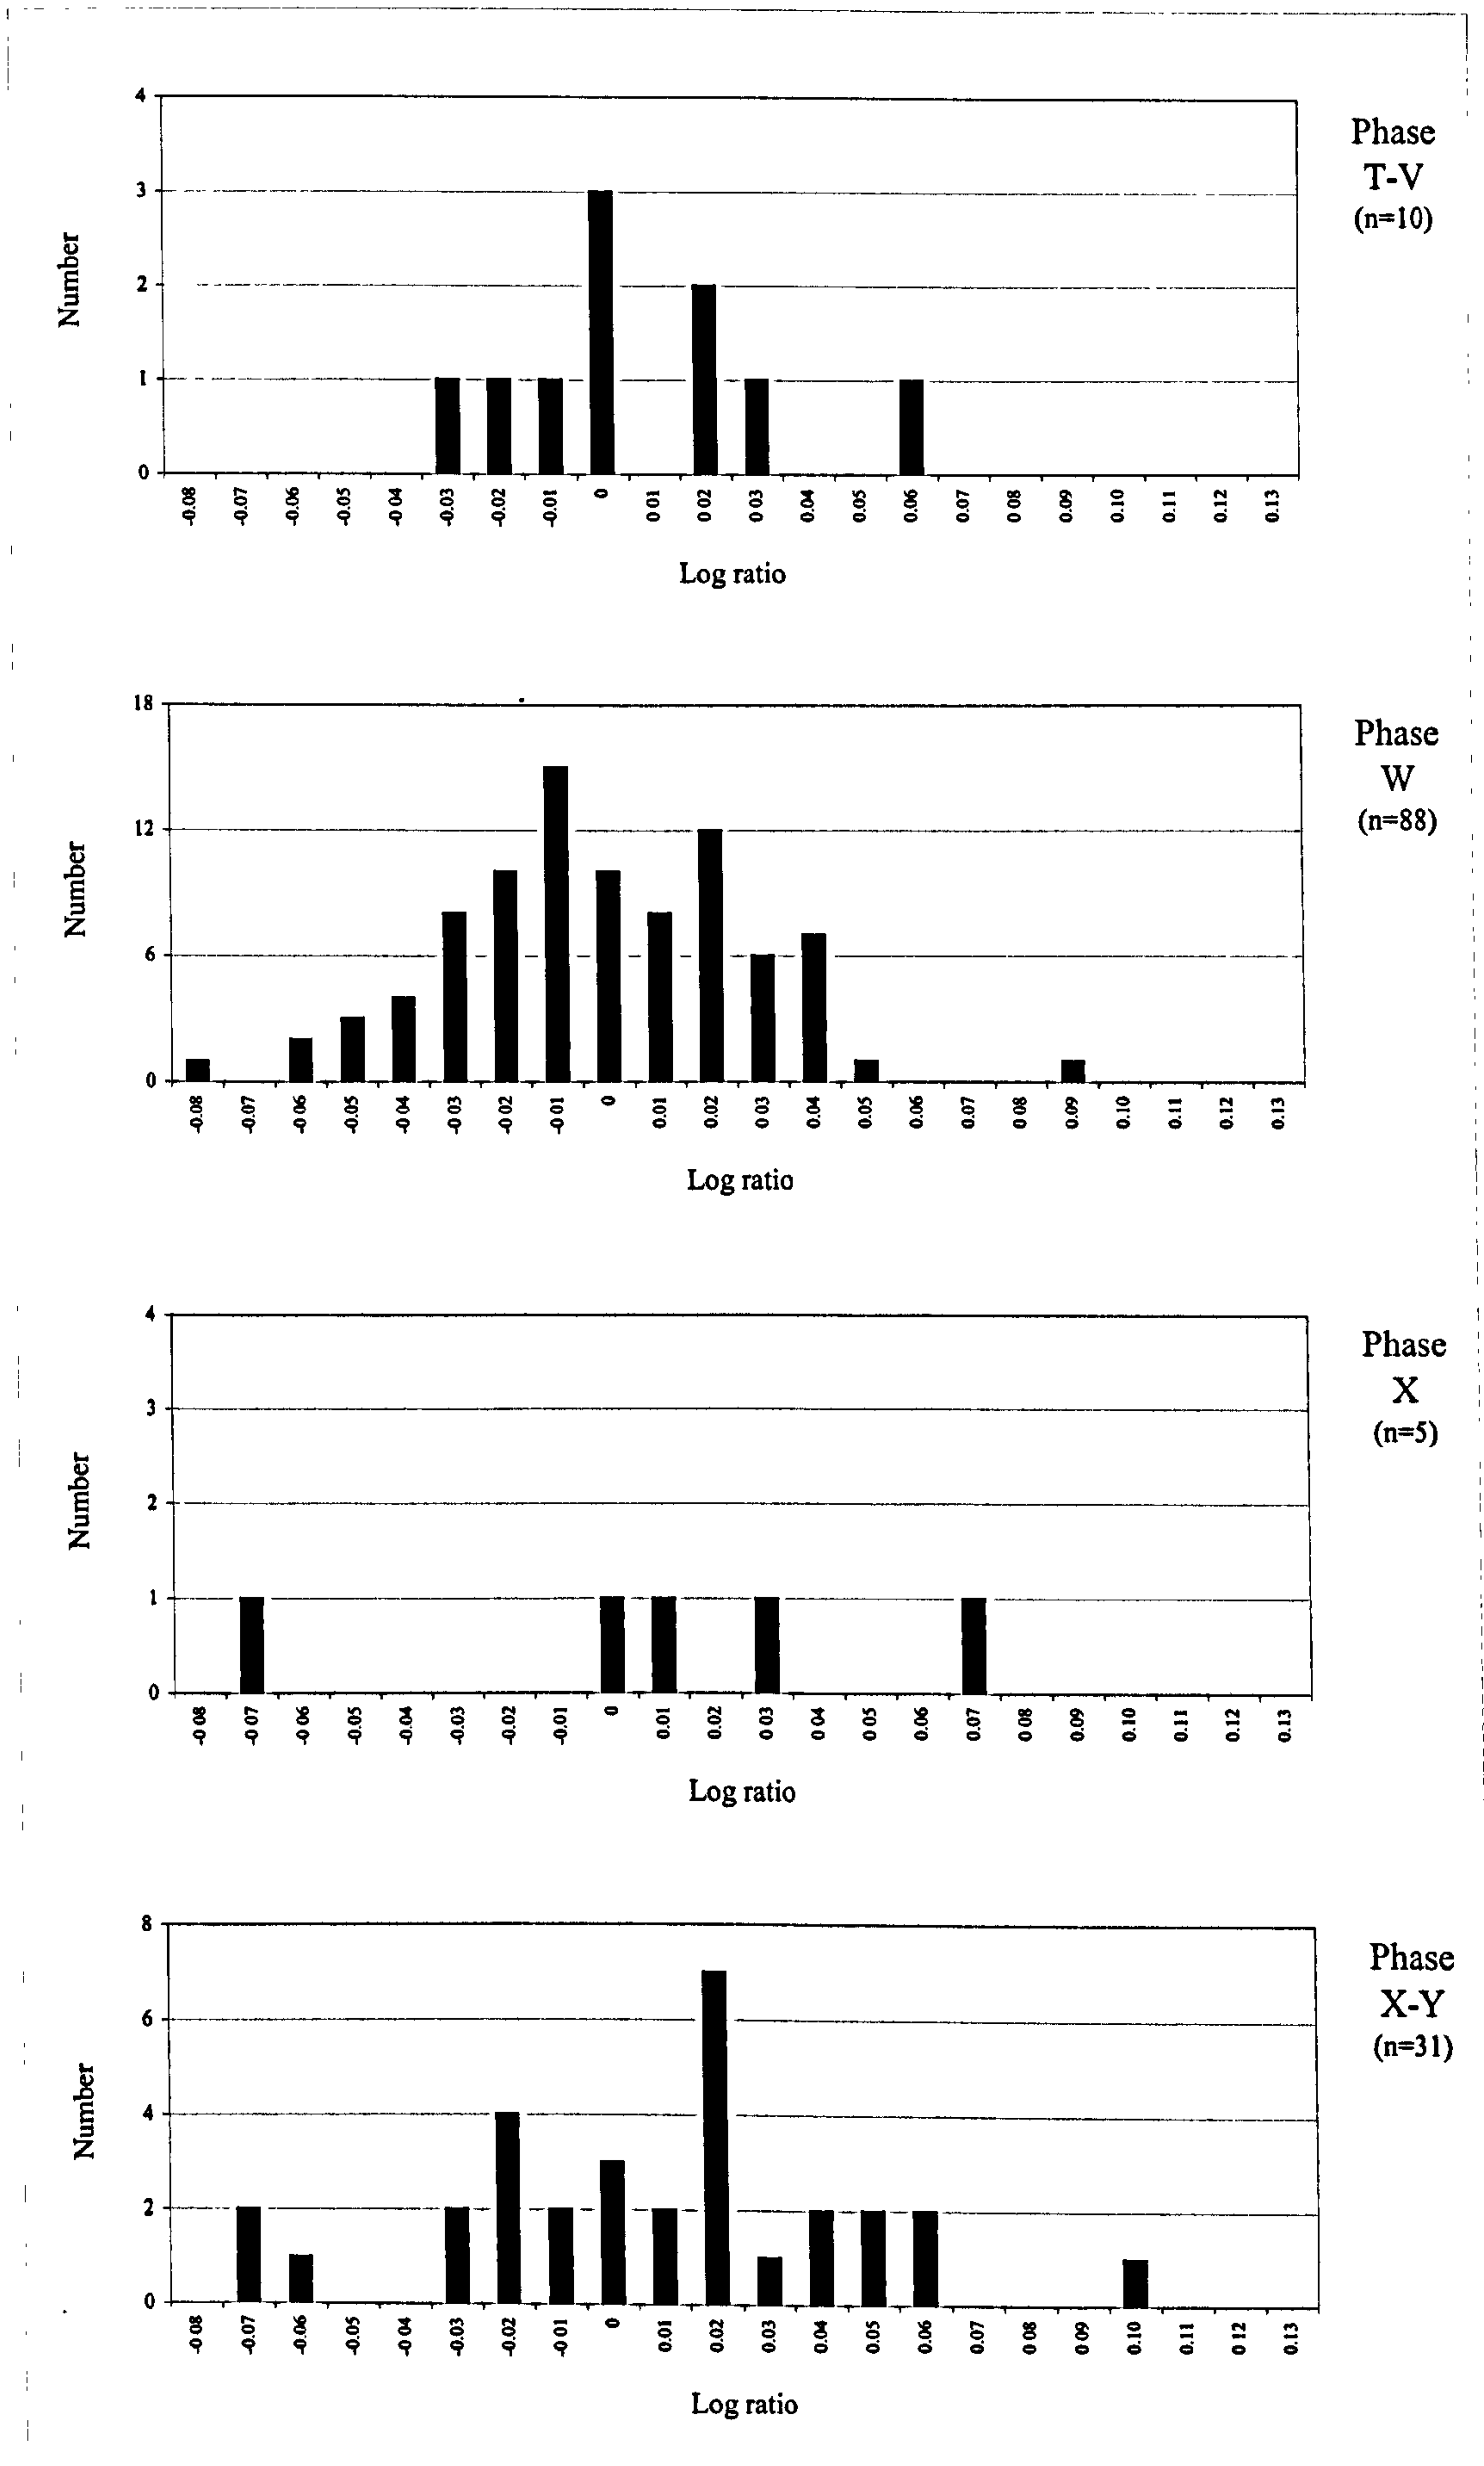 4
3
2
1
0
Number
-0.08 -0.07 -0.06 -0.05 -0 04 -0.03 -0.02 -0.01 0 0 01 0 02 0 03 0.04 0.05 0.06 0.07 0 08 0.09 0.10 0.11 0.12 0.13
Log ratio
Phase
T-V
(n=10)
18
12
6
0
Number
-0.08 -0.07 -0.06 -0.05 -0.04 -0.03 -0.02 -0.01 0 0.01 0.02 0 03 0.04 0.05 0.06 0.07 0.08 0.09 0.10 0.11 0.12 0.13
Log ratio
Phase
W
(n=88)
4
3
2
1
0
Number
-0 08 -0.07 -0.06 -0.05 -0.04 -0.03 -0.02 -0.01 0 0.01 0.02 0 03 0 04 0 05 0.06 0.07 0 08 0.09 0.10 0.11 0.12 0.13
Log ratio
Phase
X
(n=5)
8
6
4
2
0
Number
-0 08 -0.07 -0.06 -0.05 -0.04 -0.03 -0.02 -0.01 0 0.01 0.02 0.03 0.04 0.05 0.06 0.07 0 08 0 09 0.10 0.11 0 12 0.13
Log ratio
Phase
X-Y
(n=31)